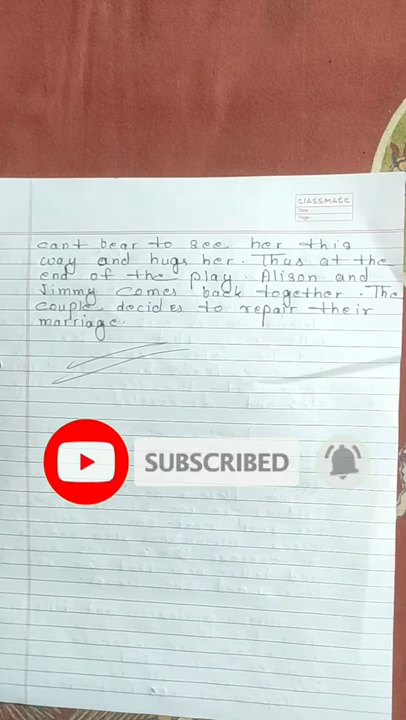 CLASSMATE
Date
Page
cant bear to see her this
way and hugs her. Thus at the
end of the play. Alison and
Jimmy comes back together. The
couple decides to repair their
marriage.
SUBSCRIBED